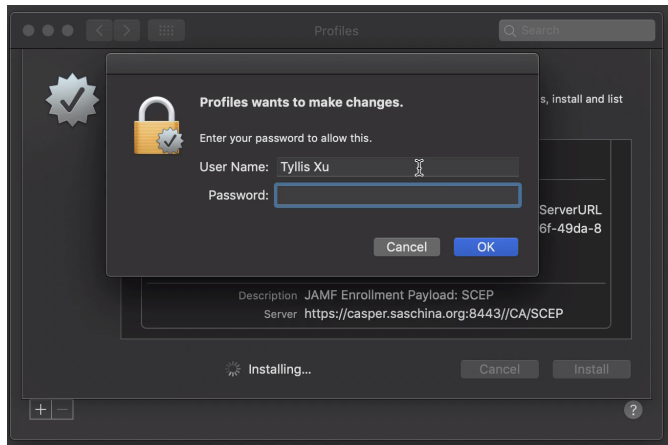 Profiles
Search
Profiles wants to make changes.
Enter your password to allow this.
User Name: Tyllis Xu
Password:
Cancel OK
s, install and list
ServerURL
6f-49da-8
Description JAMF Enrollment Payload: SCEP
Server https://casper.saschina.org:8443//CA/SCEP
Installing...
Cancel Install
+ −
?